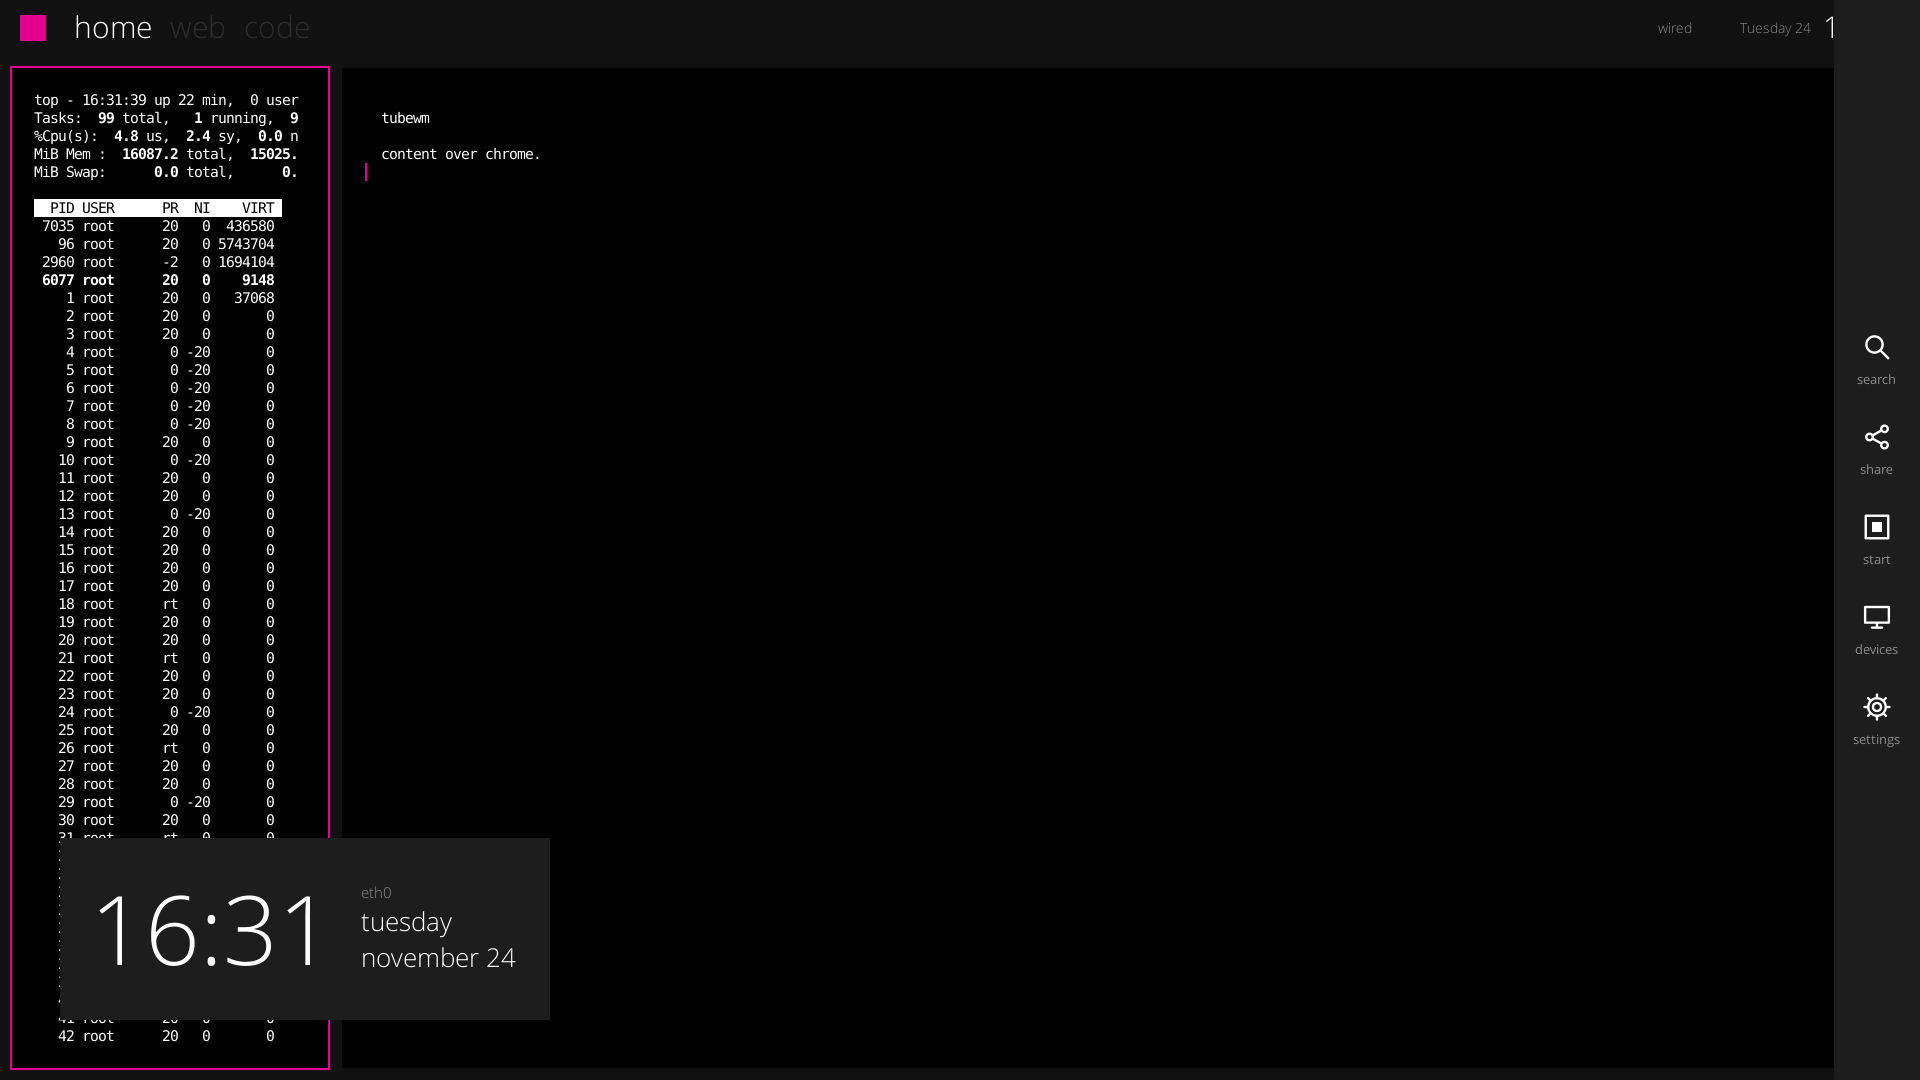 home web code
wired Tuesday 24
top - 16:31:39 up 22 min, 0 user
Tasks: 99 total, 1 running, 9
%Cpu(s): 4.8 us, 2.4 sy, 0.0 n
MiB Mem : 16087.2 total, 15025.
MiB Swap: 0.0 total, 0.
PID USER PR NI VIRT
7035 root 20 0 436580
96 root 20 0 5743704
2960 root -2 0 1694104
6077 root 20 0 9148
1 root 20 0 37068
2 root 20 0 0
3 root 20 0 0
4 root 0 -20 0
5 root 0 -20 0
6 root 0 -20 0
7 root 0 -20 0
8 root 0 -20 0
9 root 20 0 0
10 root 0 -20 0
11 root 20 0 0
12 root 20 0 0
13 root 0 -20 0
14 root 20 0 0
15 root 20 0 0
16 root 20 0 0
17 root 20 0 0
18 root rt 0 0
19 root 20 0 0
20 root 20 0 0
21 root rt 0 0
22 root 20 0 0
23 root 20 0 0
24 root 0 -20 0
25 root 20 0 0
26 root rt 0 0
27 root 20 0 0
28 root 20 0 0
29 root 0 -20 0
30 root 20 0 0
31 root rt 0 0
41 root 20 0 0
42 root 20 0 0
tubewm
content over chrome.
16:31
eth0
tuesday
november 24
search
share
start
devices
settings